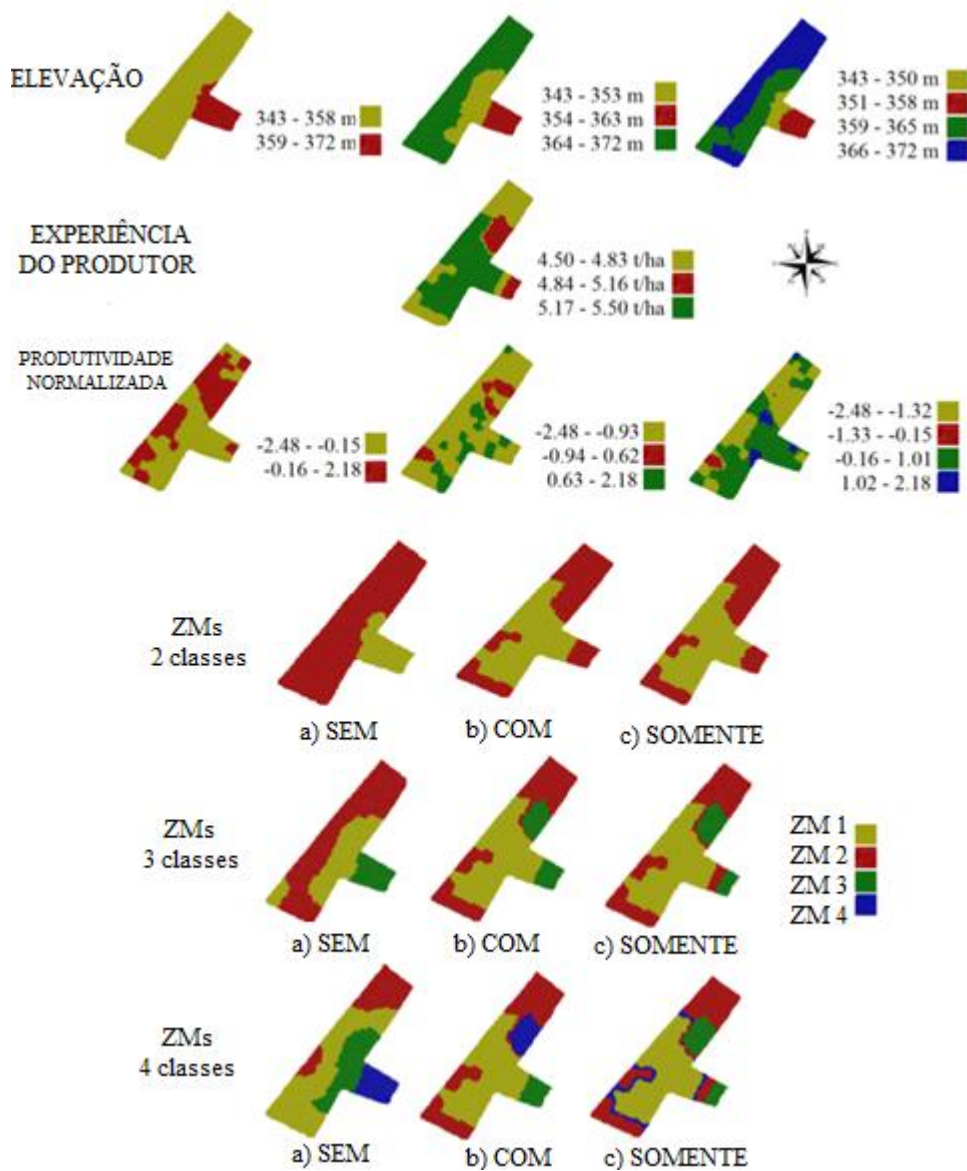 ELEVAÇÃO
343 - 358 m
359 - 372 m
343 - 353 m
354 - 363 m
364 - 372 m
343 - 350 m
351 - 358 m
359 - 365 m
366 - 372 m
EXPERIÊNCIA
DO PRODUTOR
4.50 - 4.83 t/ha
4.84 - 5.16 t/ha
5.17 - 5.50 t/ha
PRODUTIVIDADE
NORMALIZADA
-2.48 - -0.15
-0.16 - 2.18
-2.48 - -0.93
-0.94 - 0.62
0.63 - 2.18
-2.48 - -1.32
-1.33 - -0.15
-0.16 - 1.01
1.02 - 2.18
ZMs
2 classes
a) SEM
b) COM
c) SOMENTE
ZMs
3 classes
a) SEM
b) COM
c) SOMENTE
ZM 1
ZM 2
ZM 3
ZM 4
ZMs
4 classes
a) SEM
b) COM
c) SOMENTE